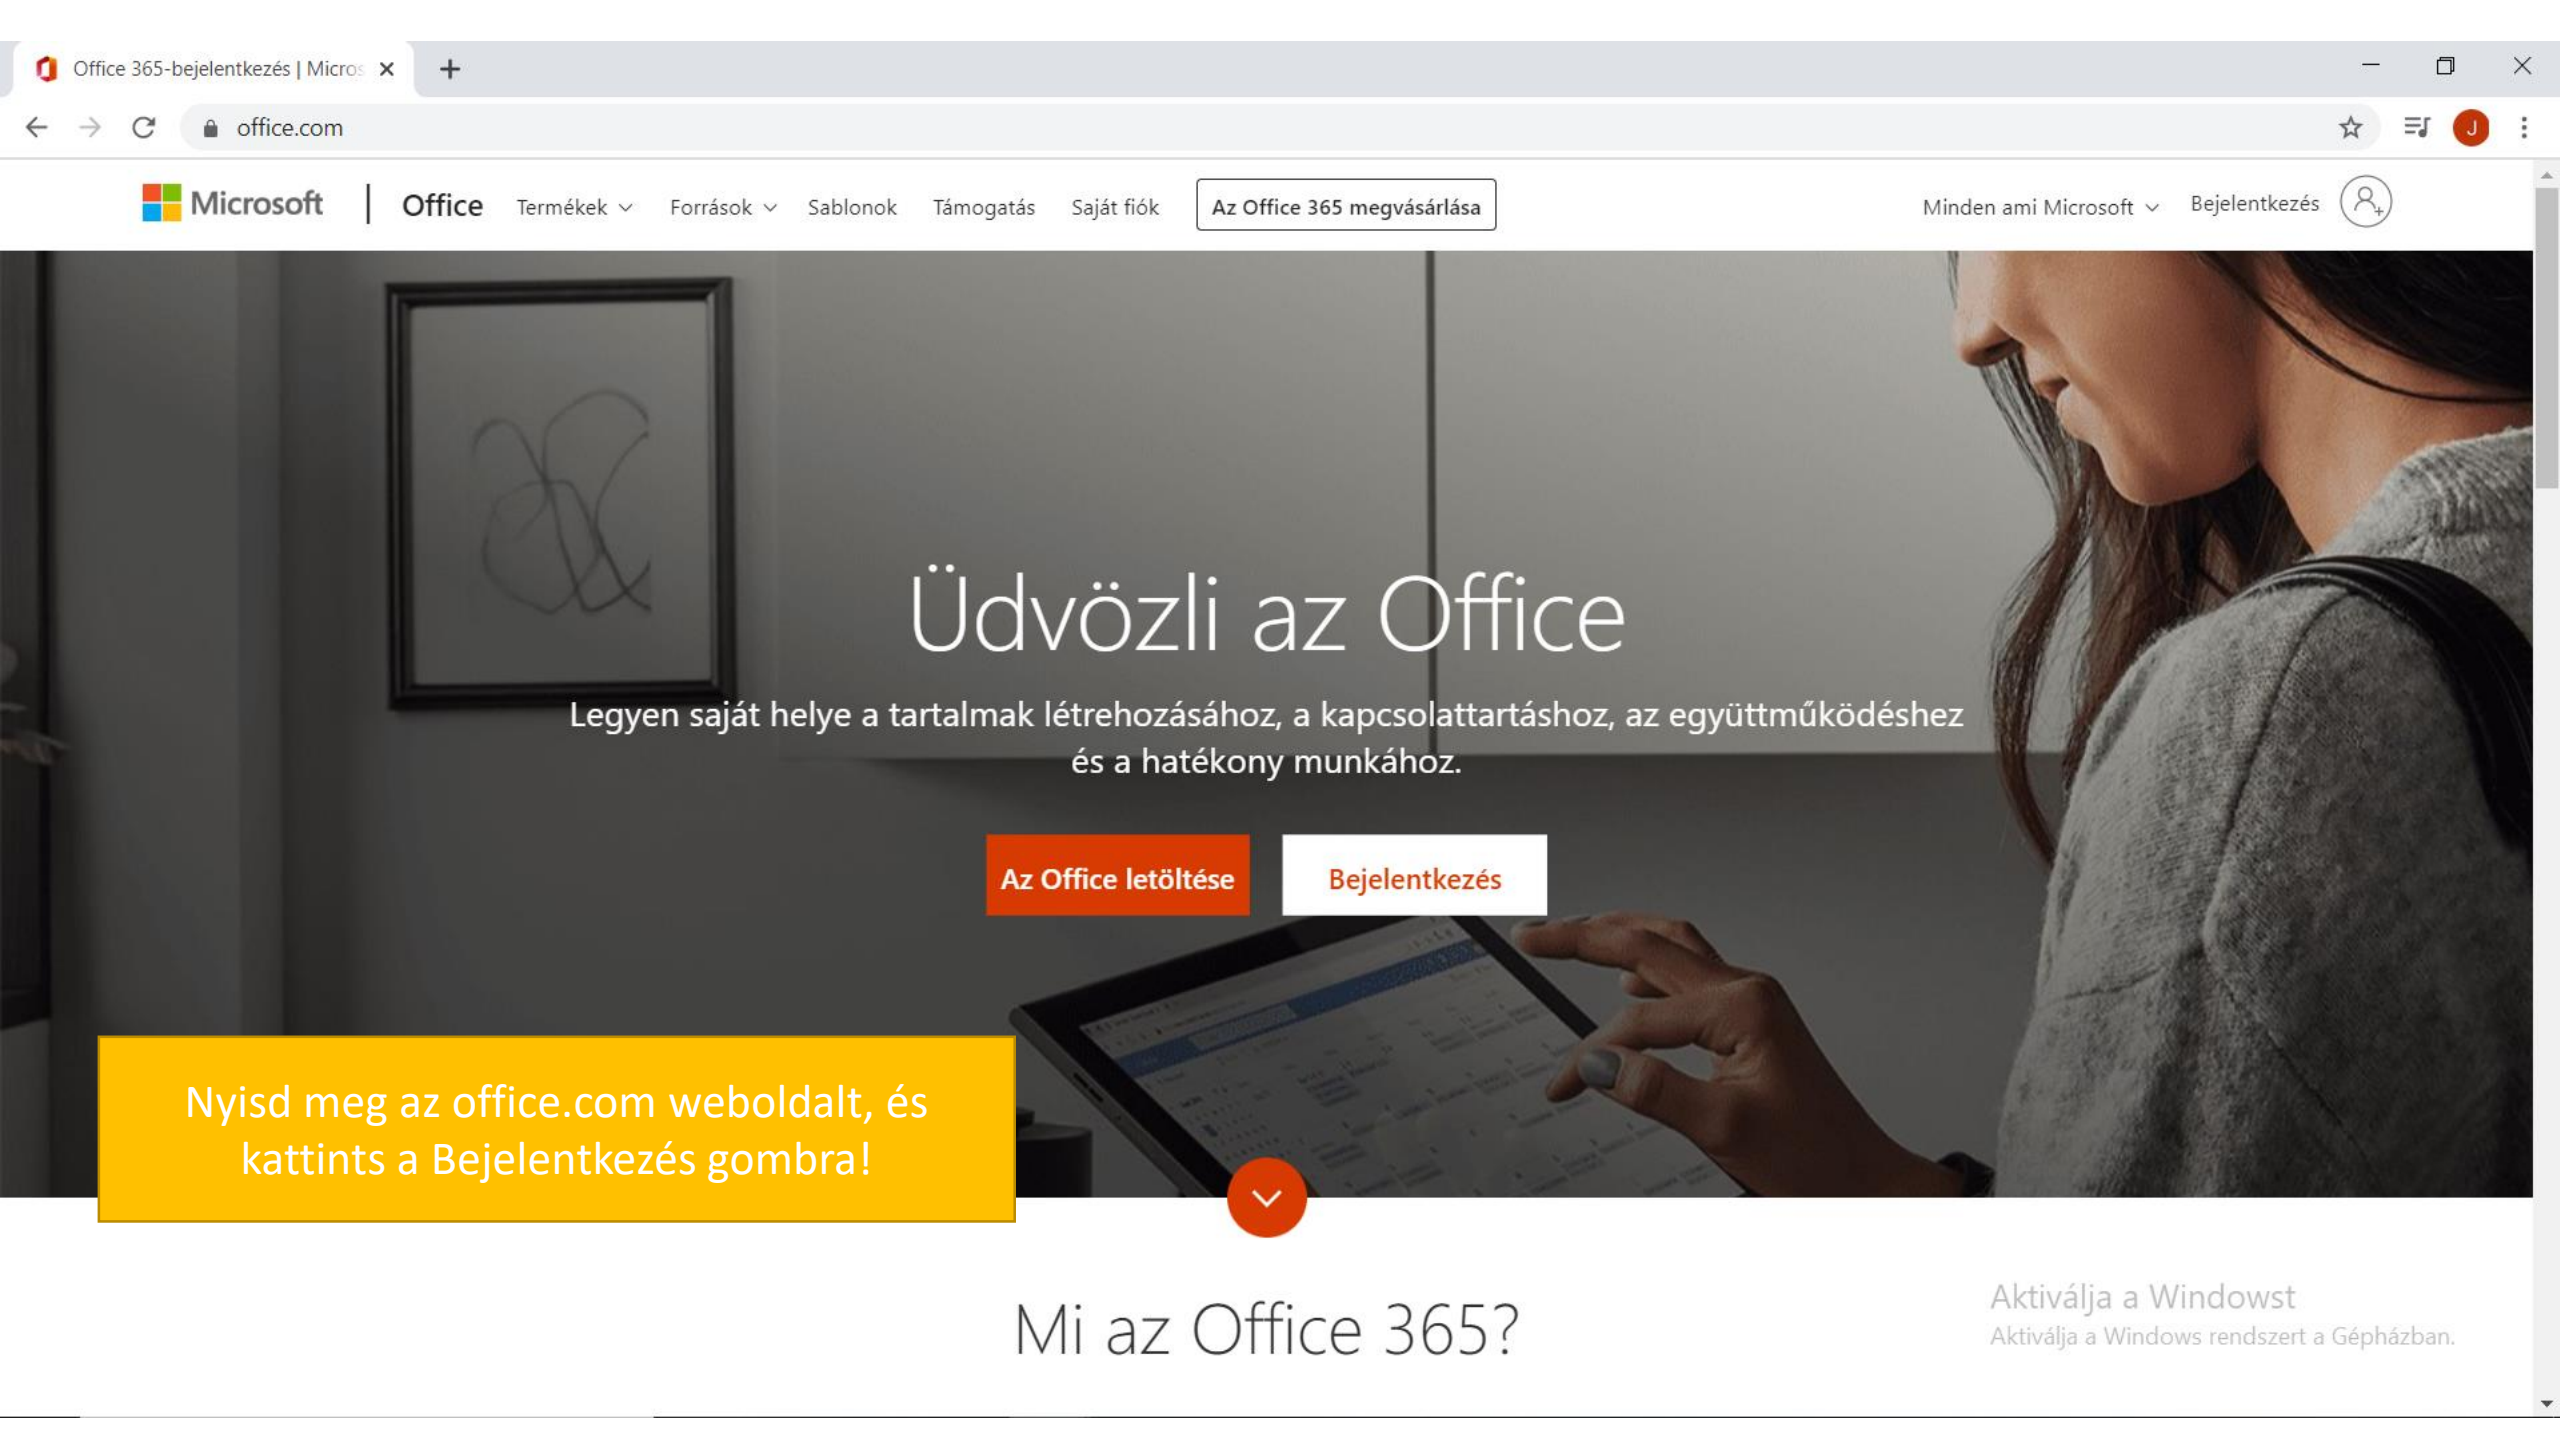 Office 365-bejelentkezés | Micros
office.com
Microsoft
Office
Termékek
Források
Sablonok
Támogatás
Saját fiók
Az Office 365 megvásárlása
Minden ami Microsoft
Bejelentkezés
Üdvözli az Office
Legyen saját helye a tartalmak létrehozásához, a kapcsolattartáshoz, az együttműködéshez
és a hatékony munkához.
Az Office letöltése
Bejelentkezés
Nyisd meg az office.com weboldalt, és
kattints a Bejelentkezés gombra!
Mi az Office 365?
Aktiválja a Windowst
Aktiválja a Windows rendszert a Gépházban.
J